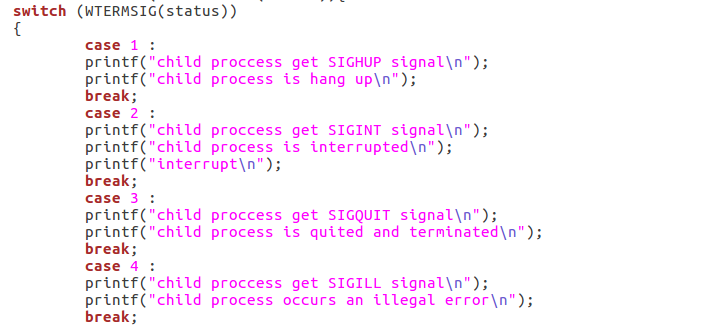 switch (WTERMSIG(status))
{
case 1 :
printf("child proccess get SIGHUP signal\n");
printf("child process is hang up\n");
break;
case 2 :
printf("child proccess get SIGINT signal\n");
printf("child process is interrupted\n");
printf("interrupt\n");
break;
case 3 :
printf("child proccess get SIGQUIT signal\n");
printf("child process is quited and terminated\n");
break;
case 4 :
printf("child proccess get SIGILL signal\n");
printf("child process occurs an illegal error\n");
break;